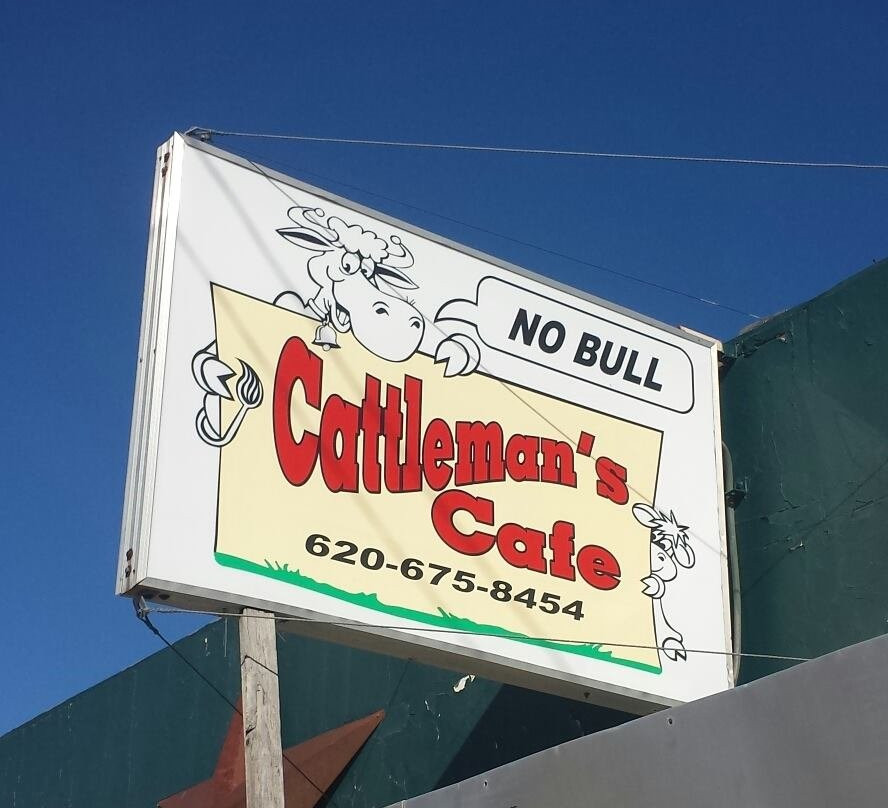 NO BULL
Cattleman's
Cafe
620-675-8454